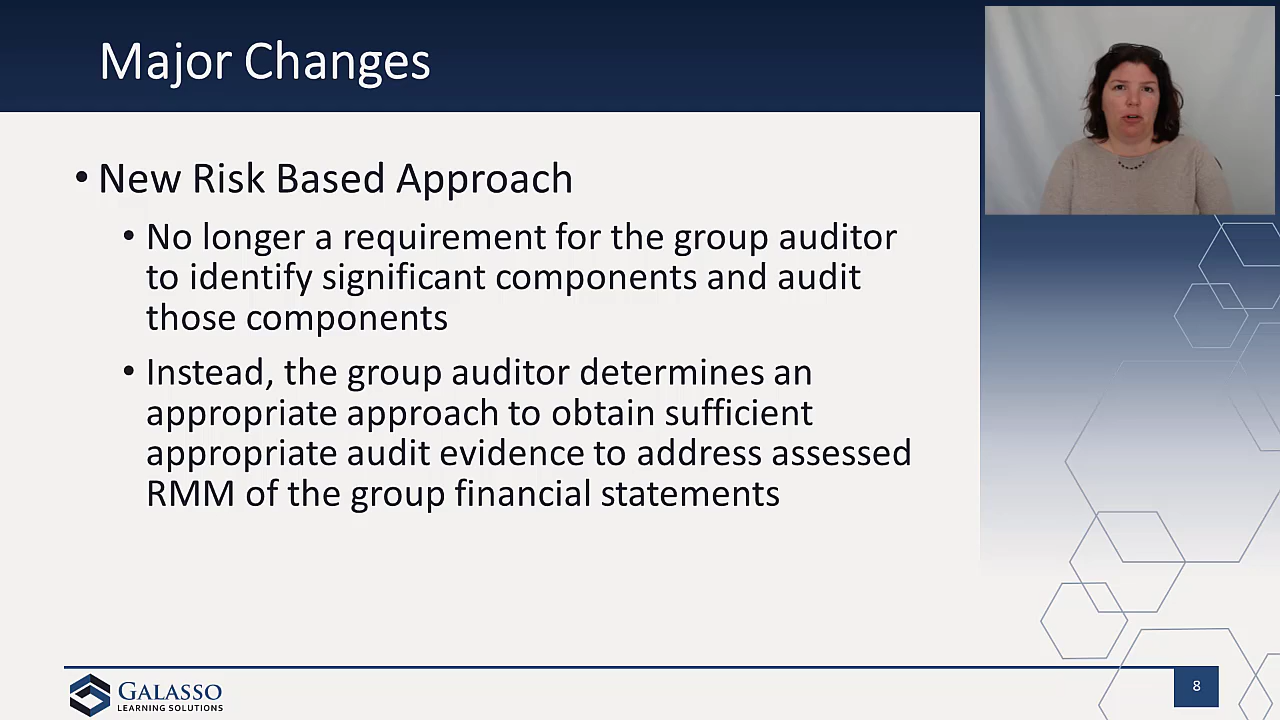 Major Changes
• New Risk Based Approach
• No longer a requirement for the group auditor
to identify significant components and audit
those components
• Instead, the group auditor determines an
appropriate approach to obtain sufficient
appropriate audit evidence to address assessed
RMM of the group financial statements
GALASSO
LEARNING SOLUTIONS
8